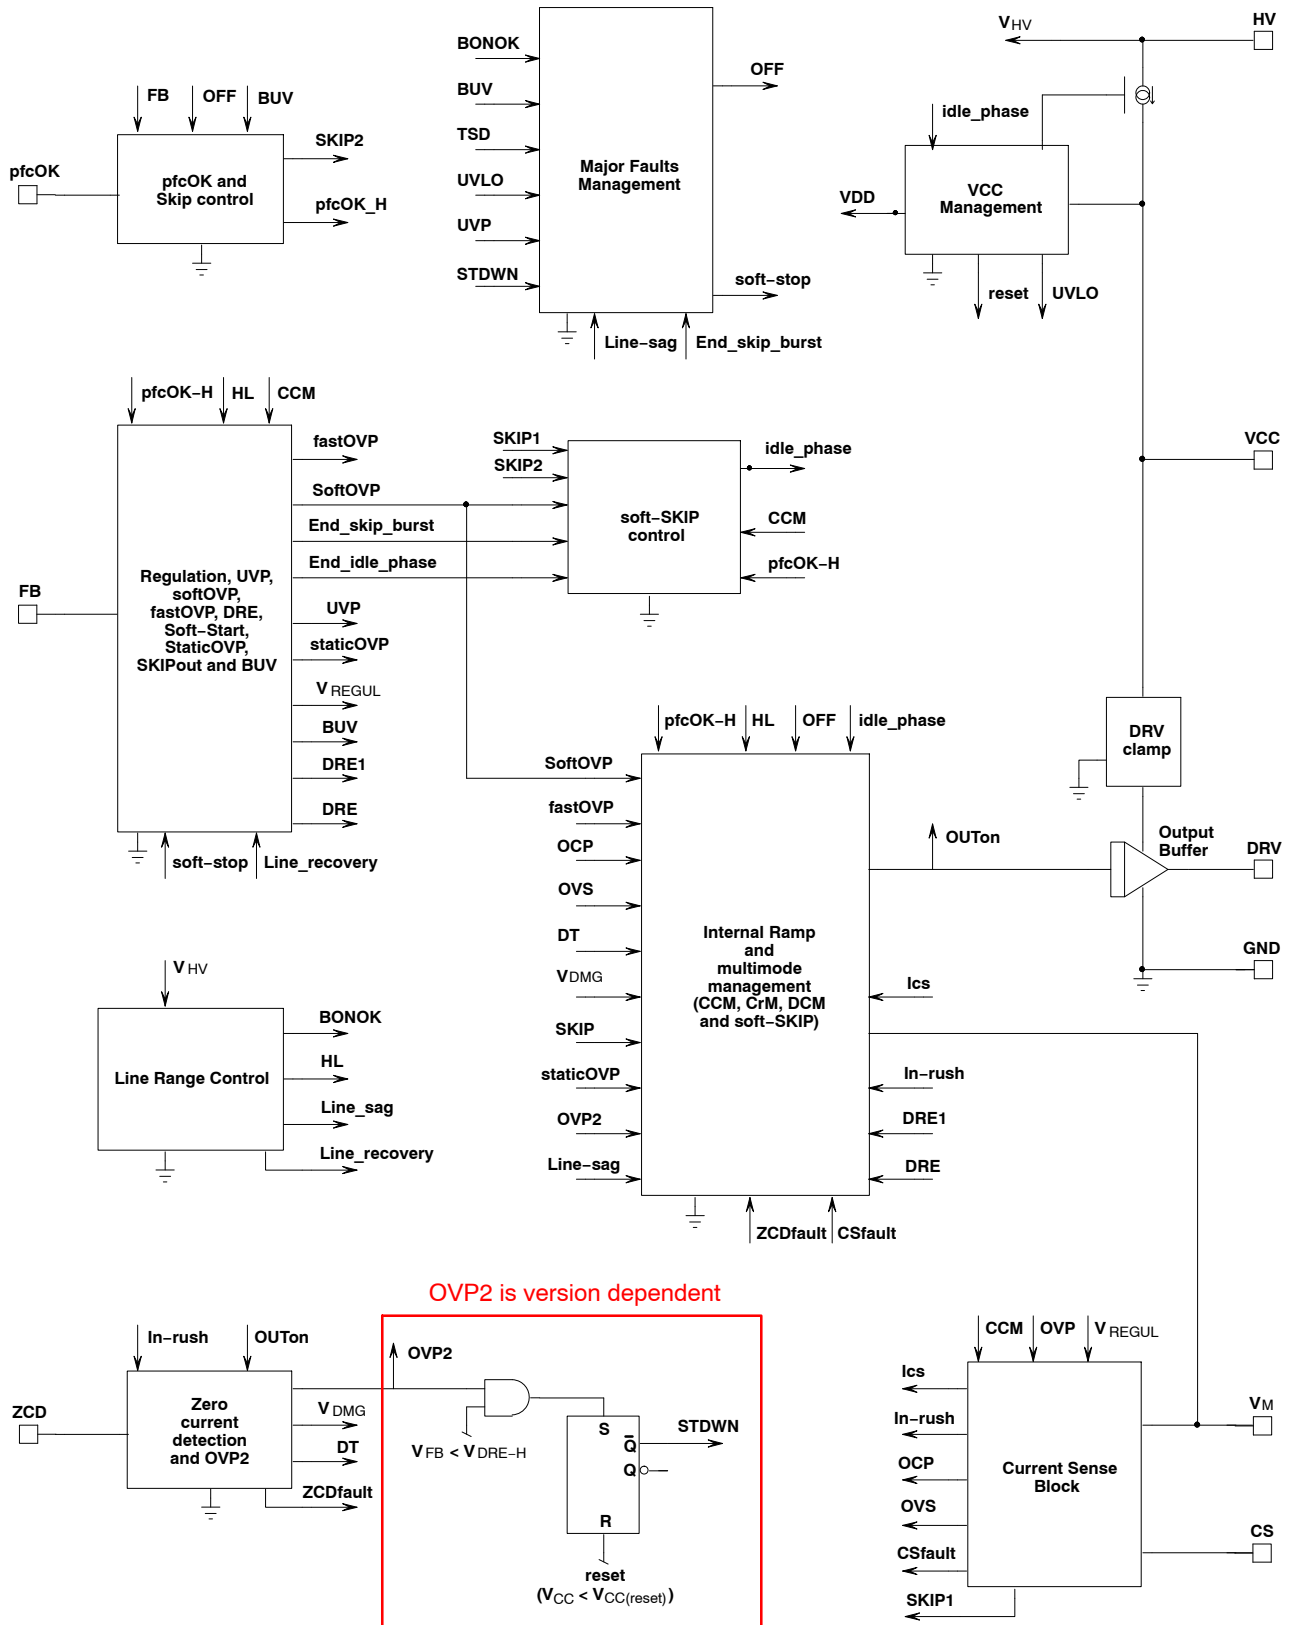 FB
OFF
BUV
pfcOK
pfcOK and
Skip control
SKIP2
pfcOK_H
BONOK
BUV
TSD
UVLO
UVP
STDWN
Major Faults
Management
OFF
soft−stop
Line−sag
End_skip_burst
VHV
HV
idle_phase
VCC
Management
VDD
reset
UVLO
VCC
pfcOK−H
HL
CCM
FB
Regulation, UVP,
softOVP,
fastOVP, DRE,
Soft−Start,
StaticOVP,
SKIPout and BUV
fastOVP
SoftOVP
End_skip_burst
End_idle_phase
UVP
staticOVP
VREGUL
BUV
DRE1
DRE
soft−stop
Line_recovery
SKIP1
SKIP2
soft−SKIP
control
idle_phase
CCM
pfcOK−H
DRV
clamp
Output
Buffer
DRV
GND
pfcOK−H
HL
OFF
idle_phase
SoftOVP
fastOVP
OCP
OVS
DT
VDMG
SKIP
staticOVP
OVP2
Line−sag
Internal Ramp
and
multimode
management
(CCM, CrM, DCM
and soft−SKIP)
OUTon
Ics
In−rush
DRE1
DRE
ZCDfault
CSfault
VHV
Line Range Control
BONOK
HL
Line_sag
Line_recovery
OVP2 is version dependent
In−rush
OUTon
ZCD
Zero
current
detection
and OVP2
VDMG
DT
ZCDfault
OVP2
VFB < VDRE−H
S
Q̅
Q
R
STDWN
reset
(VCC < VCC(reset))
CCM
OVP
VREGUL
Ics
In−rush
OCP
OVS
CSfault
SKIP1
Current Sense
Block
VM
CS